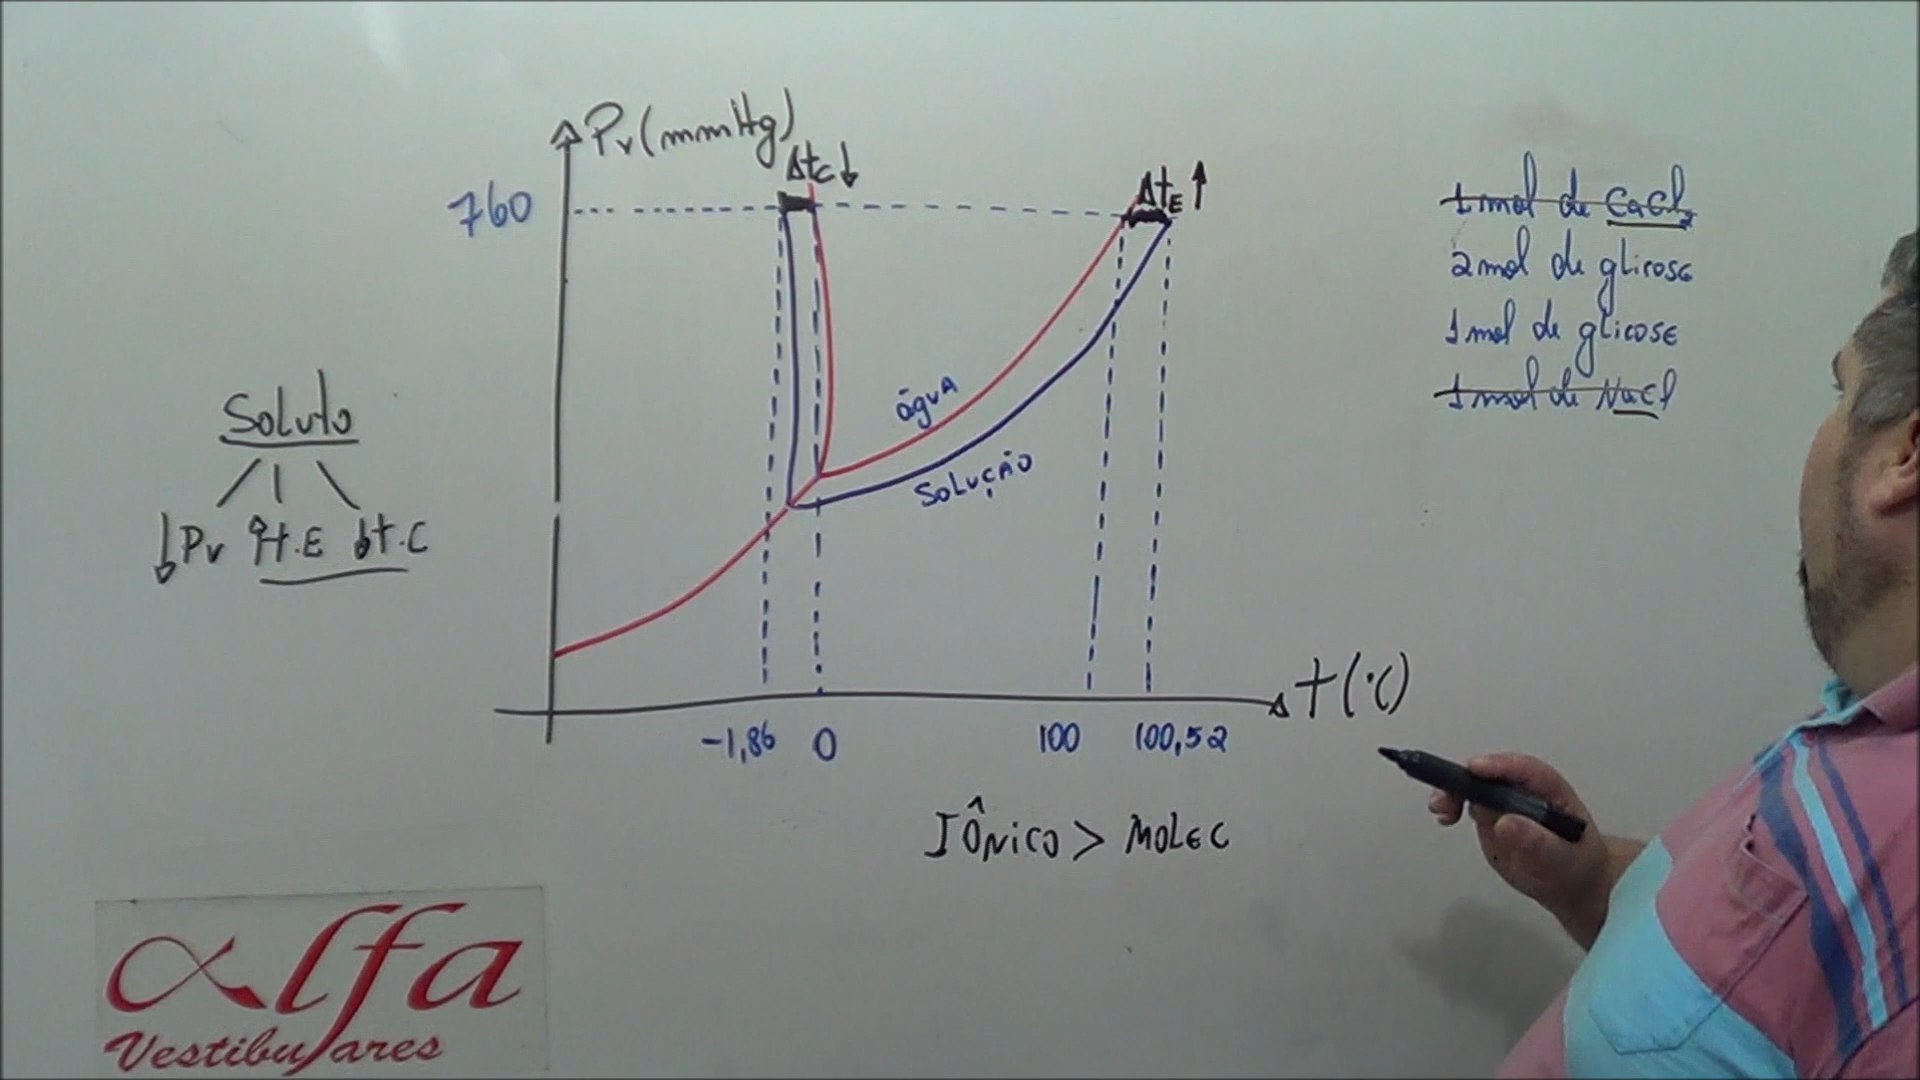 Pv (mmHg)
Δtc↓
ΔtE↑
760
1 mol de CaCl₂
2 mol de glicose
1 mol de glicose
1 mol de NaCl
água
Solução
Soluto
↓Pv ↑t.E ↓t.C
t(°C)
-1,86 0 100 100,52
IÔNICO > MOLEC
αlfa
Vestibulares